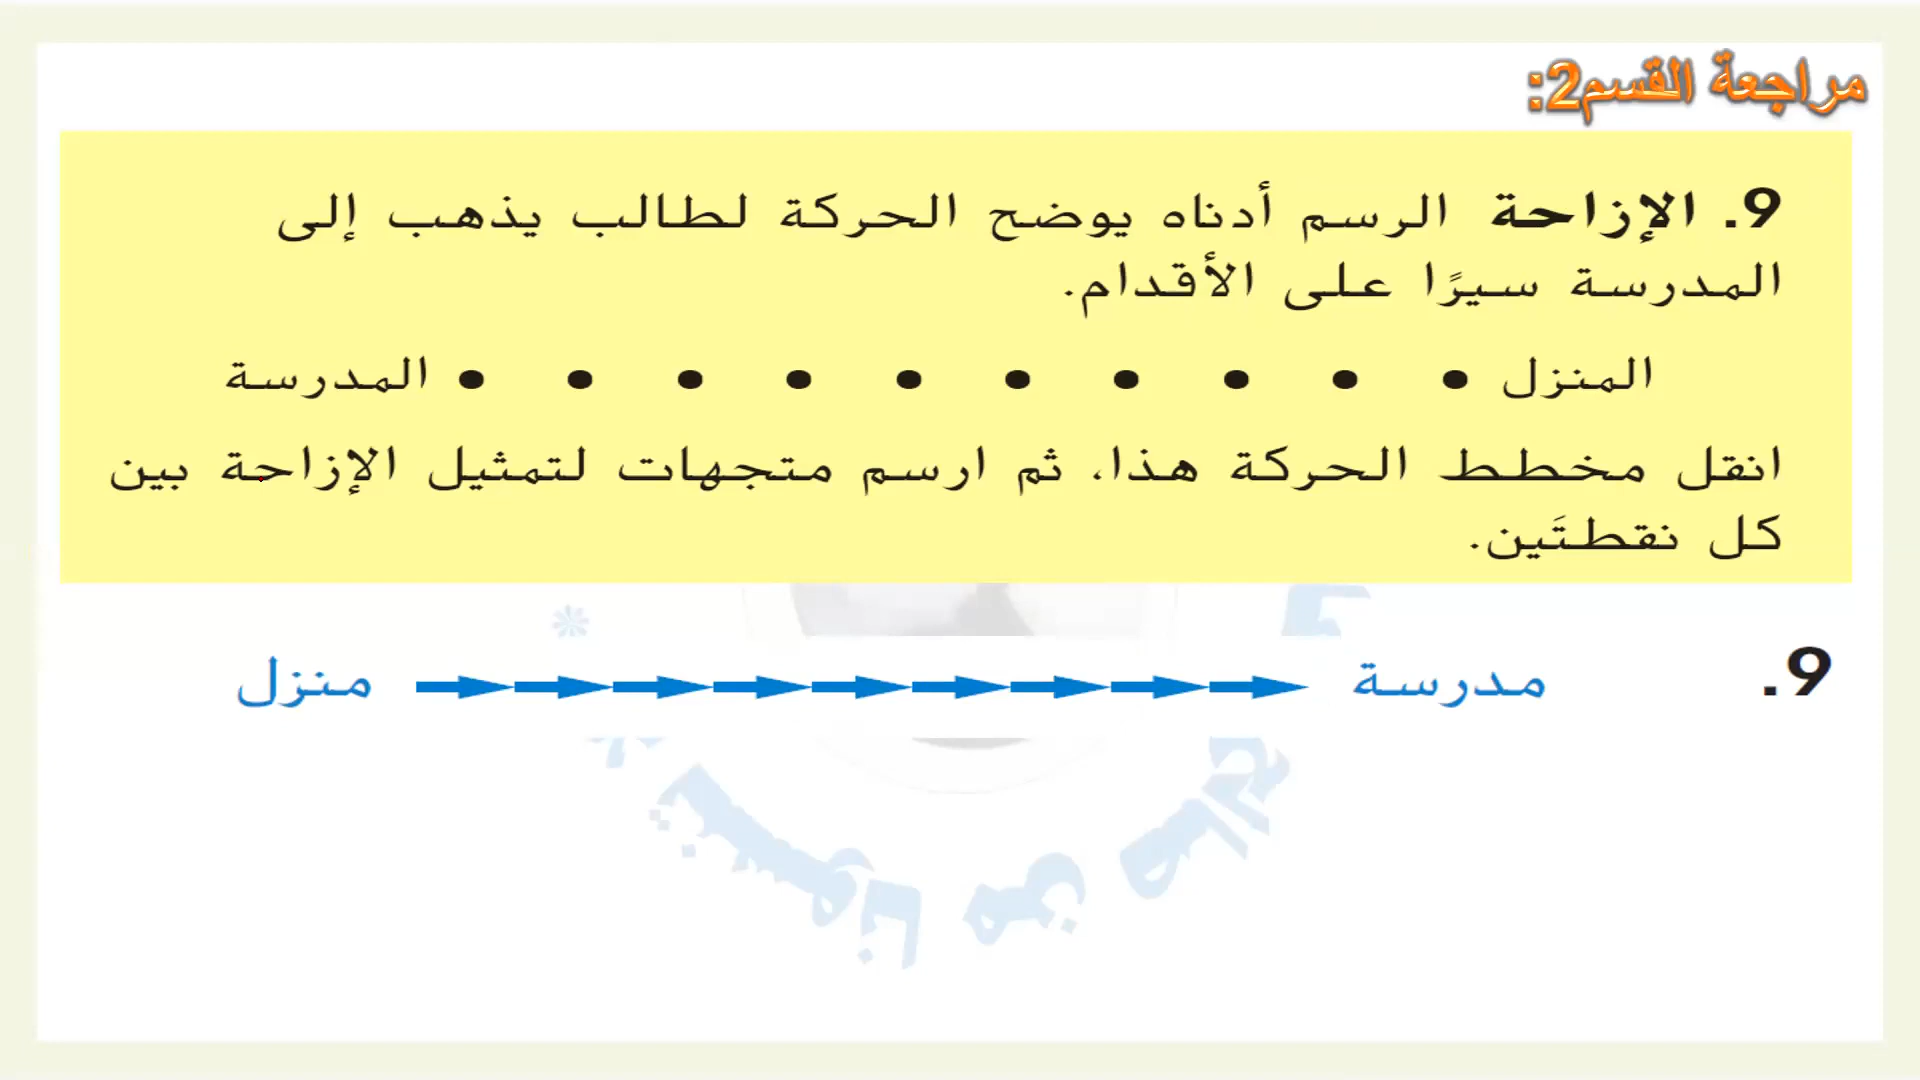 مراجعة القسم2:
9. الإزاحة الرسم أدناه يوضح الحركة لطالب يذهب إلى
المدرسة سيرًا على الأقدام.
المنزل • • • • • • • • • • المدرسة
انقل مخطط الحركة هذا، ثم ارسم متجهات لتمثيل الإزاحة بين
كل نقطتَين.
9. مدرسة منزل